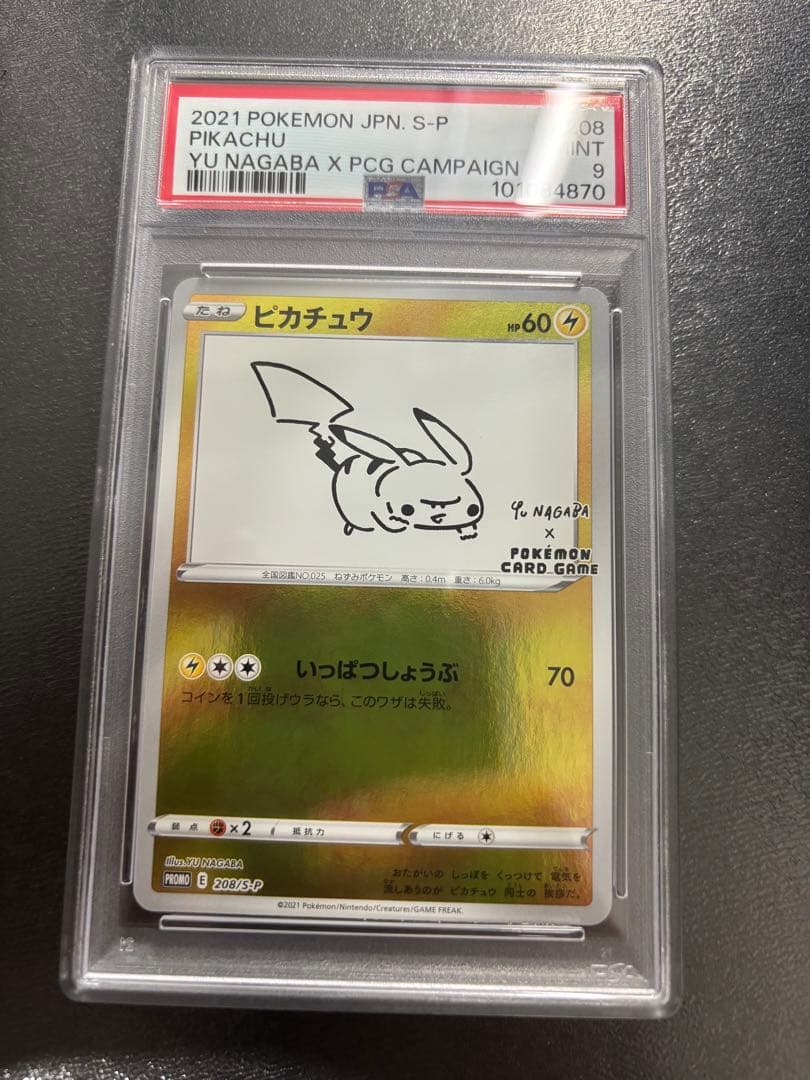 2021 POKEMON JPN. S-P
PIKACHU MINT
YU NAGABA X PCG CAMPAIGN 9
PSA
たね ピカチュウ HP60
YU NAGABA
×
POKÉMON
CARD GAME
全国図鑑NO.025 ねずみポケモン 高さ:0.4m 重さ:6.0kg
いっぱつしょうぶ 70
コインを1回投げウラなら、このワザは失敗。
弱点 ×2 抵抗力 にげる
Illus.YU NAGABA
おたがいの しっぽを くっつけて 電気を
PROMO E 208/S-P
流しあうのが ピカチュウ 同士の 挨拶だ。
©2021 Pokémon/Nintendo/Creatures/GAME FREAK.